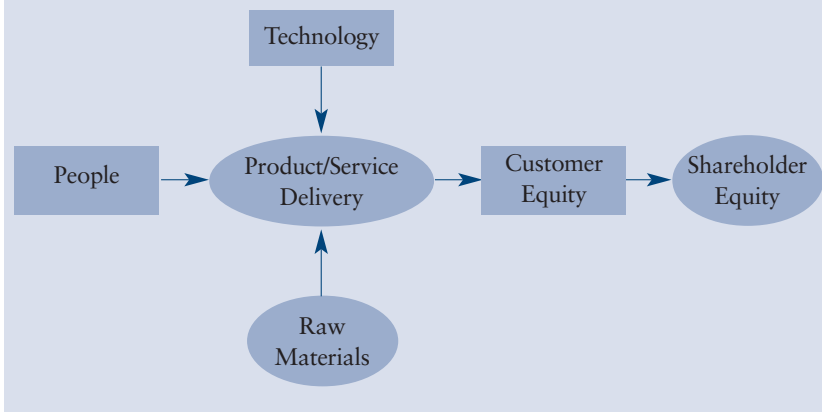 Technology
People
Product/Service
Delivery
Customer
Equity
Shareholder
Equity
Raw
Materials